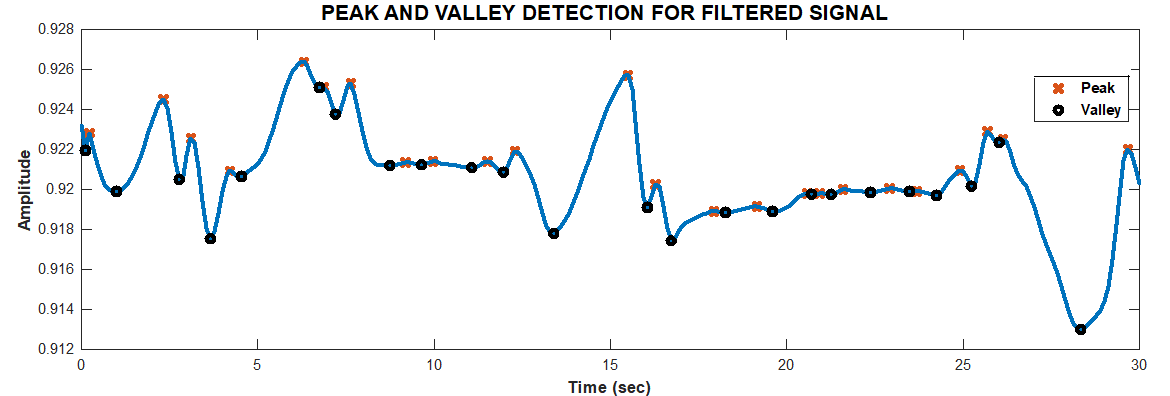 PEAK AND VALLEY DETECTION FOR FILTERED SIGNAL
0.928
0.926
0.924
0.922
0.92
0.918
0.916
0.914
0.912
Amplitude
Peak
Valley
0 5 10 15 20 25 30
Time (sec)